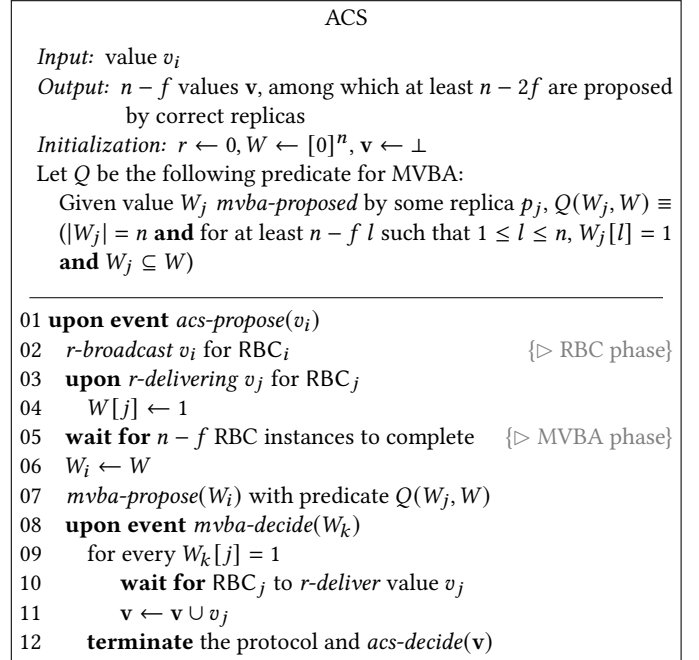 ACS
Input: value v_i
Output: n − f values v, among which at least n − 2f are proposed
by correct replicas
Initialization: r ← 0, W ← [0]^n, v ← ⊥
Let Q be the following predicate for MVBA:
Given value W_j mvba-proposed by some replica p_j, Q(W_j, W) ≡
(|W_j| = n and for at least n − f l such that 1 ≤ l ≤ n, W_j[l] = 1
and W_j ⊆ W)
01 upon event acs-propose(v_i)
02 r-broadcast v_i for RBC_i {▷ RBC phase}
03 upon r-delivering v_j for RBC_j
04 W[j] ← 1
05 wait for n − f RBC instances to complete {▷ MVBA phase}
06 W_i ← W
07 mvba-propose(W_i) with predicate Q(W_j, W)
08 upon event mvba-decide(W_k)
09 for every W_k[j] = 1
10 wait for RBC_j to r-deliver value v_j
11 v ← v ∪ v_j
12 terminate the protocol and acs-decide(v)